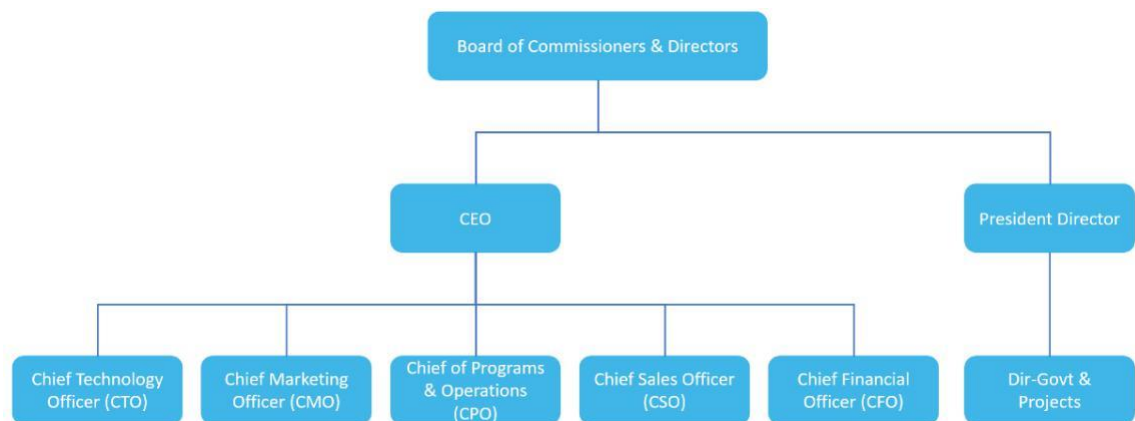 Board of Commissioners & Directors
CEO
President Director
Chief Technology
Officer (CTO)
Chief Marketing
Officer (CMO)
Chief of Programs
& Operations
(CPO)
Chief Sales Officer
(CSO)
Chief Financial
Officer (CFO)
Dir-Govt &
Projects